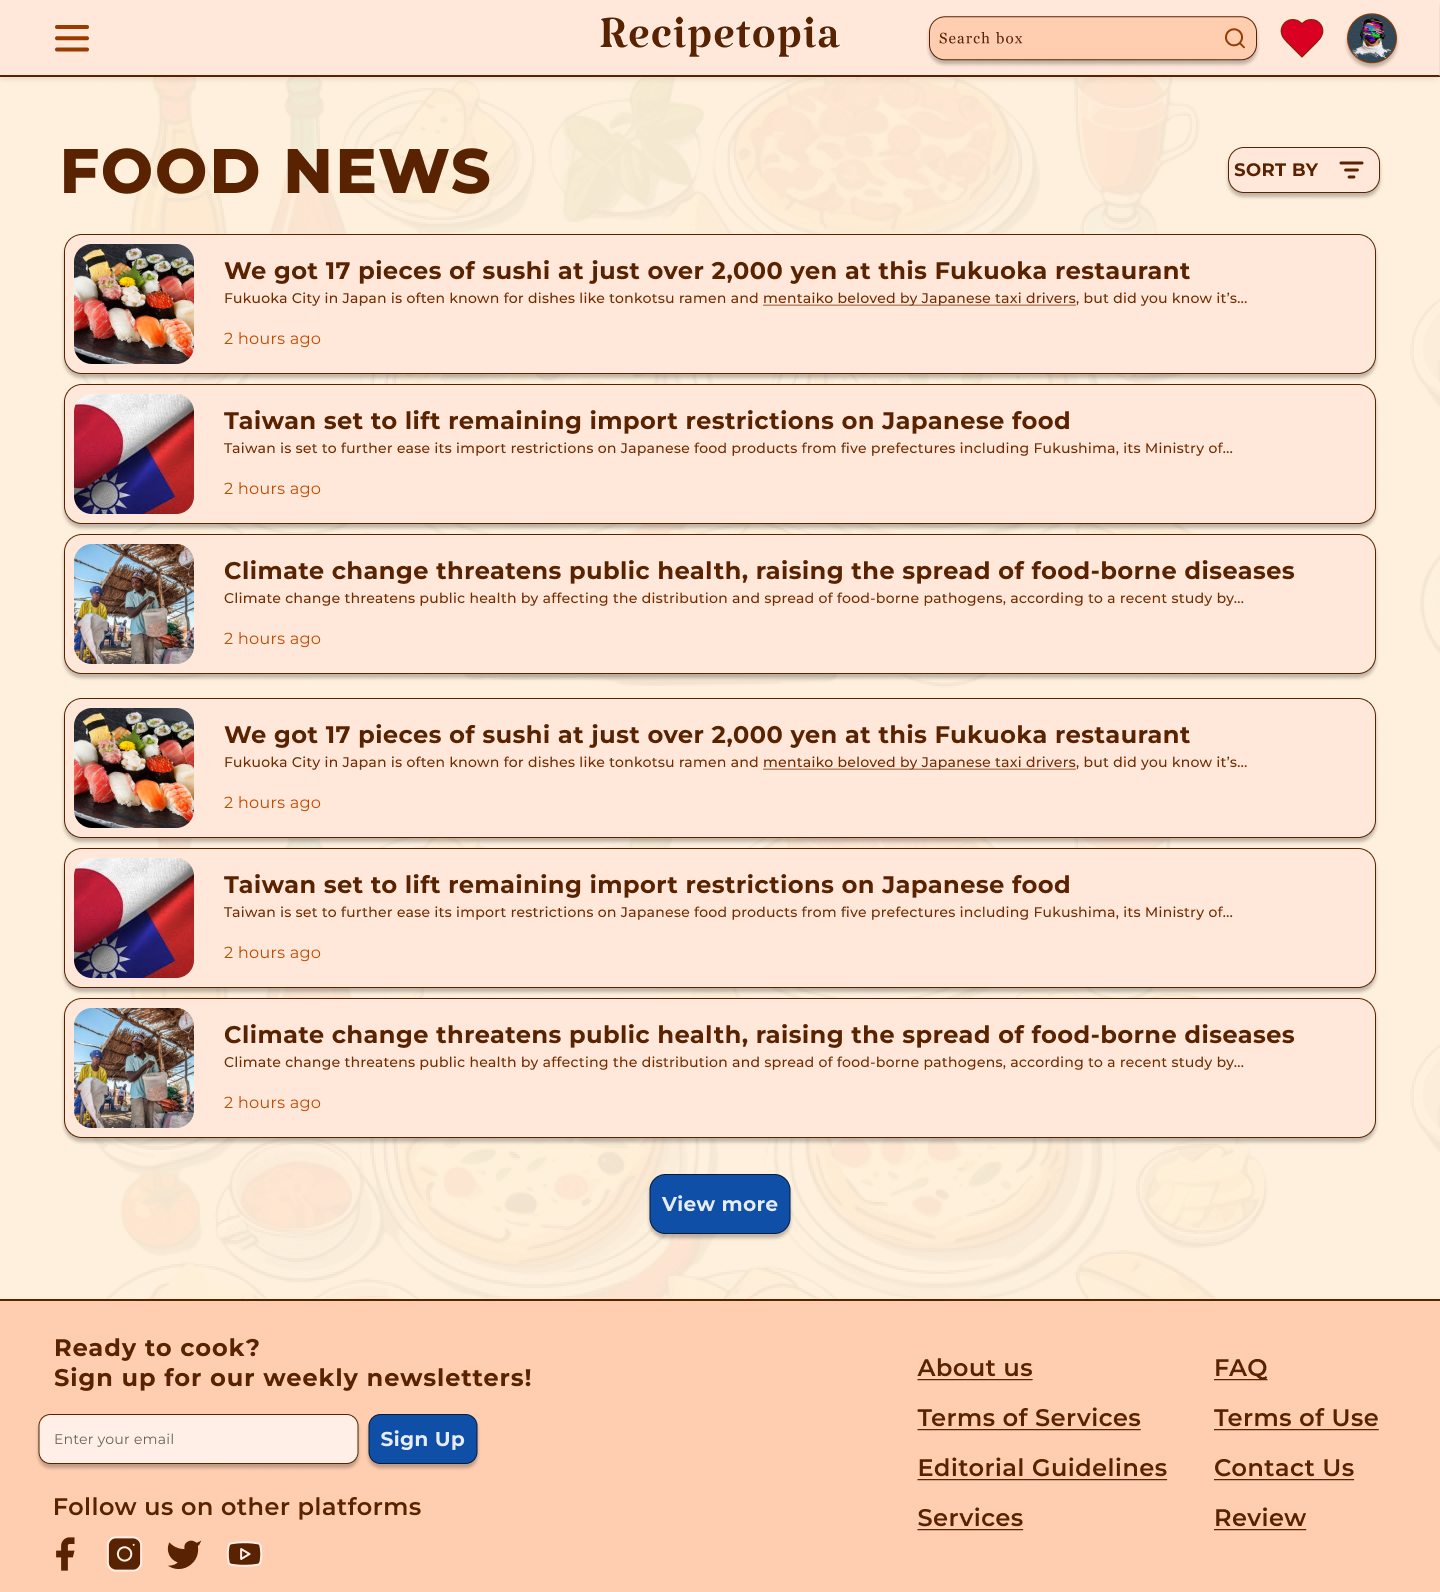 Recipetopia
Search box
FOOD NEWS
SORT BY
We got 17 pieces of sushi at just over 2,000 yen at this Fukuoka restaurant
Fukuoka City in Japan is often known for dishes like tonkotsu ramen and mentaiko beloved by Japanese taxi drivers, but did you know it’s...
2 hours ago
Taiwan set to lift remaining import restrictions on Japanese food
Taiwan is set to further ease its import restrictions on Japanese food products from five prefectures including Fukushima, its Ministry of...
2 hours ago
Climate change threatens public health, raising the spread of food-borne diseases
Climate change threatens public health by affecting the distribution and spread of food-borne pathogens, according to a recent study by...
2 hours ago
We got 17 pieces of sushi at just over 2,000 yen at this Fukuoka restaurant
Fukuoka City in Japan is often known for dishes like tonkotsu ramen and mentaiko beloved by Japanese taxi drivers, but did you know it’s...
2 hours ago
Taiwan set to lift remaining import restrictions on Japanese food
Taiwan is set to further ease its import restrictions on Japanese food products from five prefectures including Fukushima, its Ministry of...
2 hours ago
Climate change threatens public health, raising the spread of food-borne diseases
Climate change threatens public health by affecting the distribution and spread of food-borne pathogens, according to a recent study by...
2 hours ago
View more
Ready to cook?
Sign up for our weekly newsletters!
Enter your email
Sign Up
Follow us on other platforms
About us
Terms of Services
Editorial Guidelines
Services
FAQ
Terms of Use
Contact Us
Review